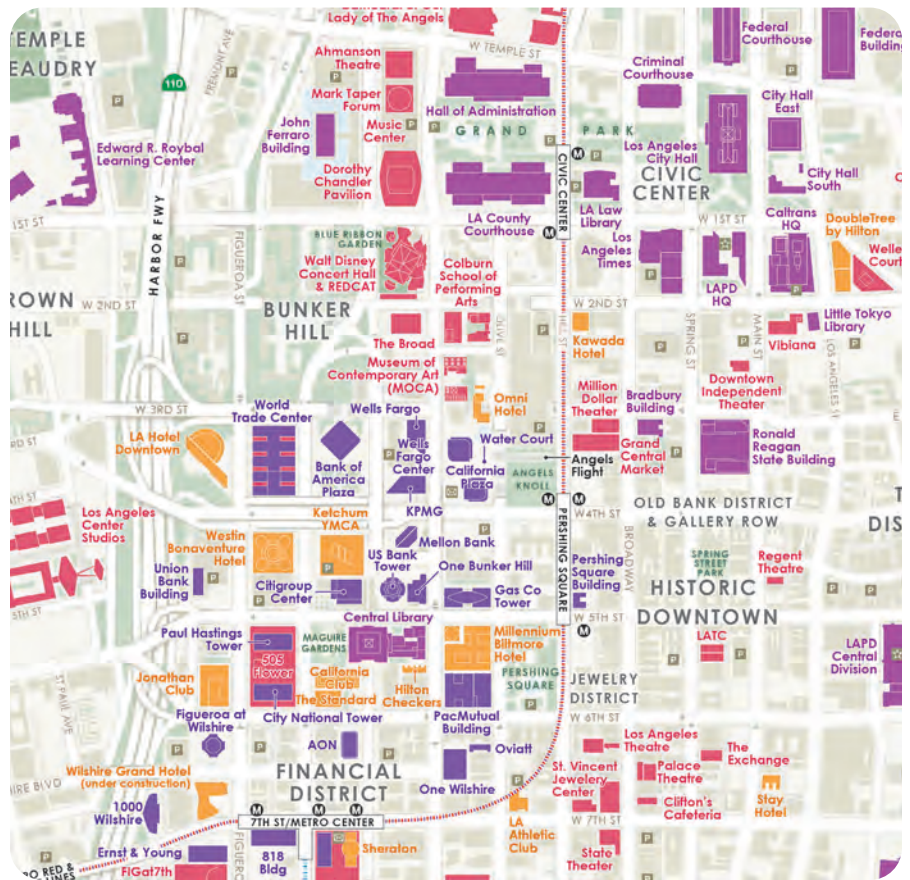 Lady of The Angels
W TEMPLE ST
Federal
Courthouse
Federal
Building
TEMPLE
BEAUDRY
FREMONT AVE
110
Ahmanson
Theatre
Mark Taper
Forum
Music
Center
John
Ferraro
Building
Hall of Administration
GRAND PARK
Criminal
Courthouse
City Hall
East
Edward R. Roybal
Learning Center
Dorothy
Chandler
Pavilion
CIVIC CENTER
M
Los Angeles
City Hall
CIVIC
CENTER
City Hall
South
LA County
Courthouse
LA Law
Library
1ST ST
W 1ST ST
HARBOR FWY
FIGUEROA ST
BLUE RIBBON
GARDEN
Walt Disney
Concert Hall
& REDCAT
M
Los
Angeles
Times
LAPD
HQ
Caltrans
HQ
DoubleTree
by Hilton
Colburn
School of
Performing
Arts
W 2ND ST
BUNKER
HILL
The Broad
OLIVE ST
HILL ST
W 2ND ST
Kawada
Hotel
SPRING ST
MAIN ST
Vibiana
Little Tokyo
Library
LOS ANGELES ST
Museum of
Contemporary Art
(MOCA)
Omni
Hotel
Million
Dollar
Theater
Bradbury
Building
Downtown
Independent
Theater
W 3RD ST
World
Trade Center
Wells Fargo
LA Hotel
Downtown
Bank of
America
Plaza
Wells
Fargo
Center
Water Court
California
Plaza
ANGELS
KNOLL
Angels
Flight
Grand
Central
Market
Ronald
Reagan
State Building
KPMG
M
M
W4TH ST
OLD BANK DISTRICT
& GALLERY ROW
Los Angeles
Center
Studios
Ketchum
YMCA
Westin
Bonaventure
Hotel
Mellon Bank
US Bank
Tower
One Bunker Hill
PERSHING SQUARE
BROADWAY
Pershing
Square
Building
SPRING
STREET
PARK
Regent
Theatre
Union
Bank
Building
Citigroup
Center
Gas Co
Tower
HISTORIC
DOWNTOWN
5TH ST
W 5TH ST
M
Paul Hastings
Tower
Central Library
MAGUIRE
GARDENS
Millennium
Biltmore
Hotel
LATC
LAPD
Central
Division
505
Flower
Jonathan
Club
California
Club
The Standard
Hilton
Checkers
PERSHING
SQUARE
JEWELRY
DISTRICT
ST PAUL AVE
Figueroa at
Wilshire
City National Tower
PacMutual
Building
W 6TH ST
AON
Oviatt
Los Angeles
Theatre
The
Exchange
Wilshire Grand Hotel
(under construction)
FINANCIAL
DISTRICT
One Wilshire
St. Vincent
Jewelery
Center
Palace
Theatre
Clifton's
Cafeteria
Stay
Hotel
1000
Wilshire
M
M
M
7TH ST/METRO CENTER
LA
Athletic
Club
W 7TH ST
Ernst & Young
818
Bldg
Sheraton
State
Theater
FIGat7th